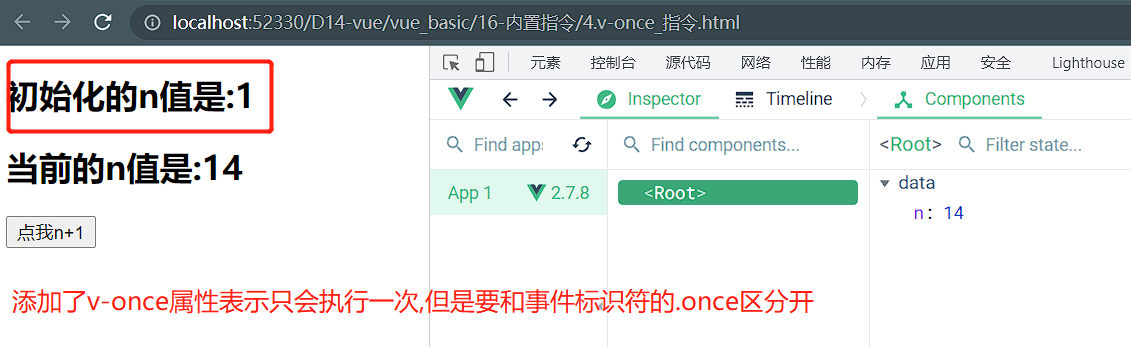 localhost:52330/D14-vue/vue_basic/16-内置指令/4.v-once_指令.html
元素 控制台 源代码 网络 性能 内存 应用 安全 Lighthouse
初始化的n值是:1
Inspector Timeline Components
当前的n值是:14
Find apps Find components... <Root> Filter state...
App 1 2.7.8 <Root> data
n: 14
点我n+1
添加了v-once属性表示只会执行一次,但是要和事件标识符的.once区分开